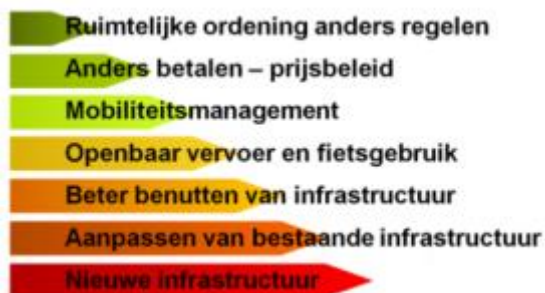 Ruimtelijke ordening anders regelen
Anders betalen – prijsbeleid
Mobiliteitsmanagement
Openbaar vervoer en fietsgebruik
Beter benutten van infrastructuur
Aanpassen van bestaande infrastructuur
Nieuwe infrastructuur